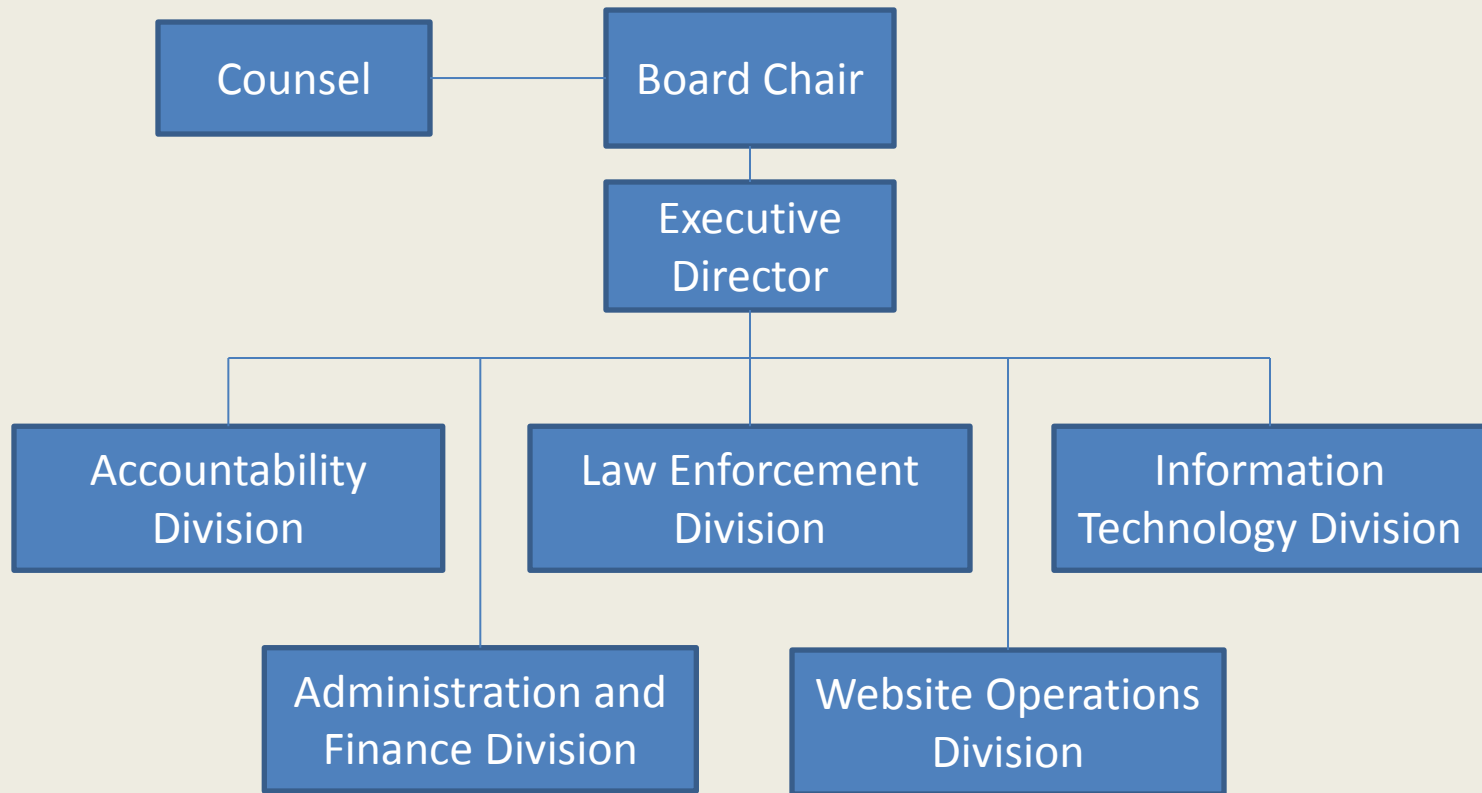 Counsel
Board Chair
Executive
Director
Accountability
Division
Law Enforcement
Division
Information
Technology Division
Administration and
Finance Division
Website Operations
Division